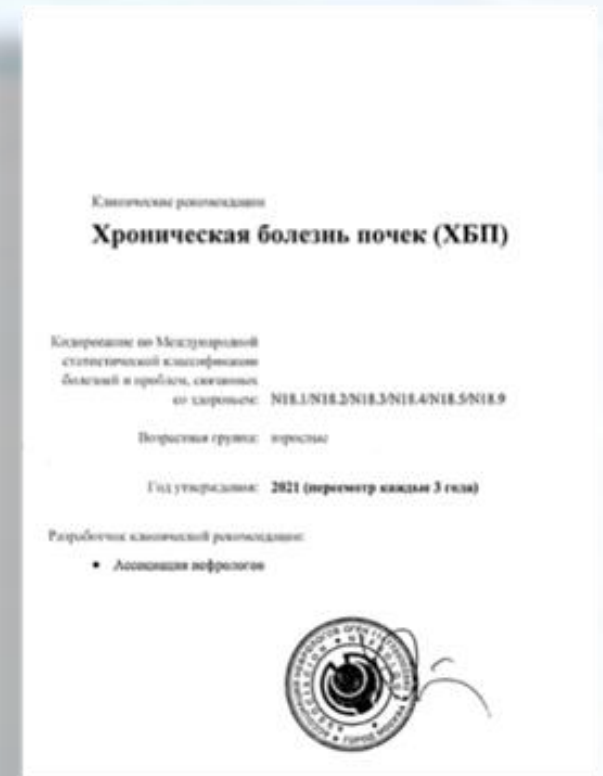 Клинические рекомендации
Хроническая болезнь почек (ХБП)
Кодирование по Международной
статистической классификации
болезней и проблем, связанных
со здоровьем: N18.1/N18.2/N18.3/N18.4/N18.5/N18.9
Возрастная группа: взрослые
Год утверждения: 2021 (пересмотр каждые 3 года)
Разработчик клинической рекомендации:
• Ассоциация нефрологов